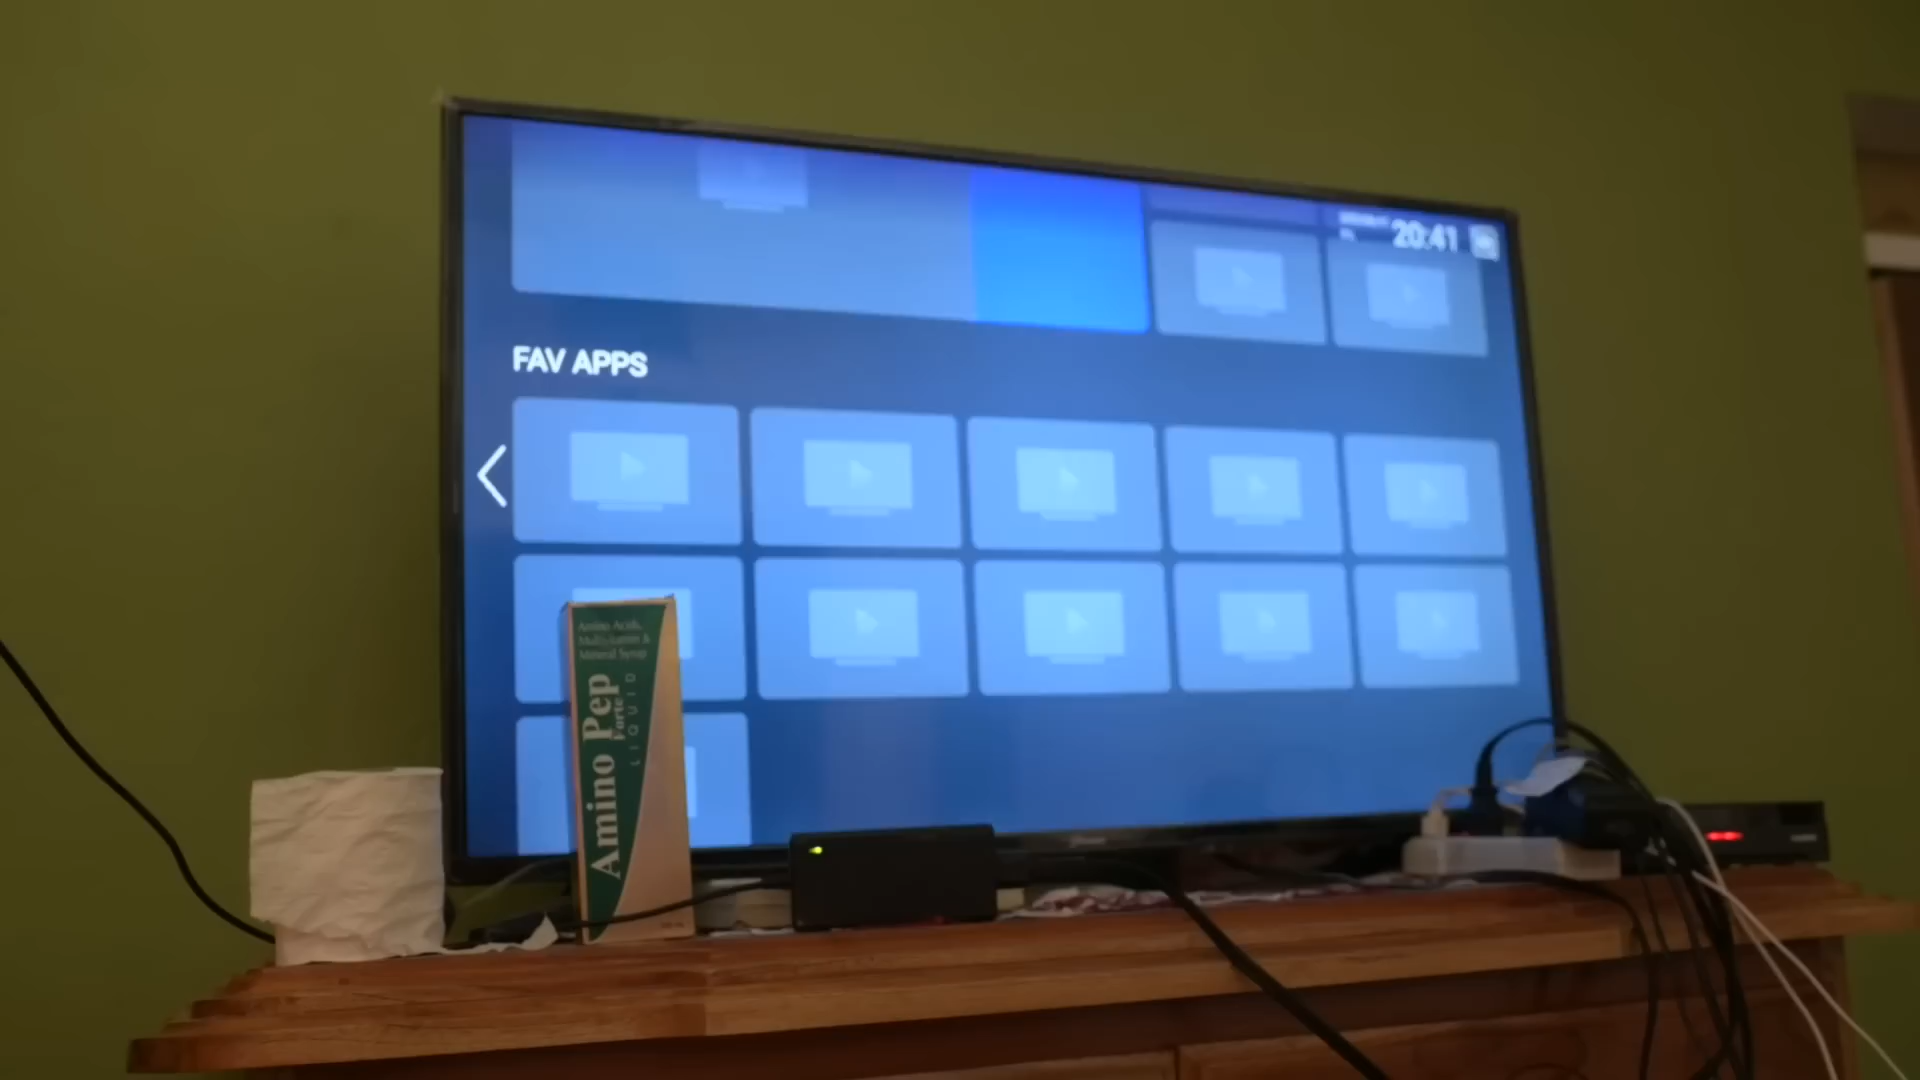 20:41
FAV APPS
Amino Acids,
Multivitamin &
Mineral Syrup
Amino Pep
Forte
LIQUID